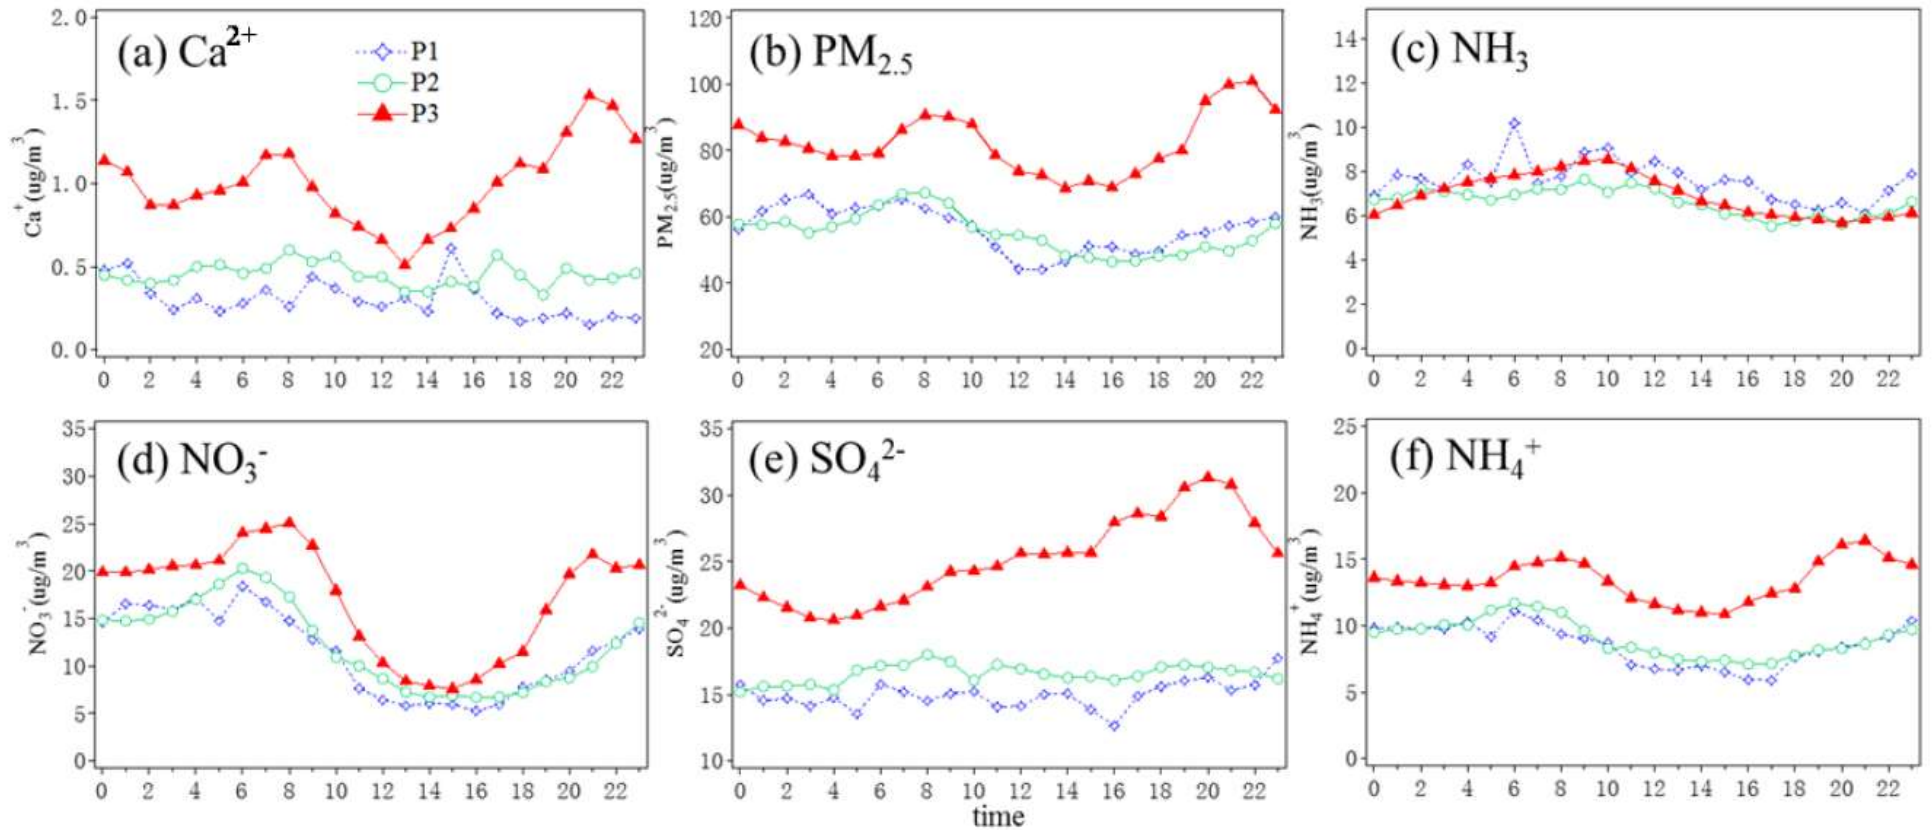 (a) Ca²⁺
P1
P2
P3
Ca⁺ (ug/m³)
2.0
1.5
1.0
0.5
0.0
0 2 4 6 8 10 12 14 16 18 20 22
(b) PM₂.₅
PM₂.₅(ug/m³)
120
100
80
60
40
20
0 2 4 6 8 10 12 14 16 18 20 22
(c) NH₃
NH₃(ug/m³)
14
12
10
8
6
4
2
0
0 2 4 6 8 10 12 14 16 18 20 22
(d) NO₃⁻
NO₃⁻(ug/m³)
35
30
25
20
15
10
5
0
0 2 4 6 8 10 12 14 16 18 20 22
(e) SO₄²⁻
SO₄²⁻ (ug/m³)
35
30
25
20
15
10
0 2 4 6 8 10 12 14 16 18 20 22
time
(f) NH₄⁺
NH₄⁺ (ug/m³)
25
20
15
10
5
0
0 2 4 6 8 10 12 14 16 18 20 22